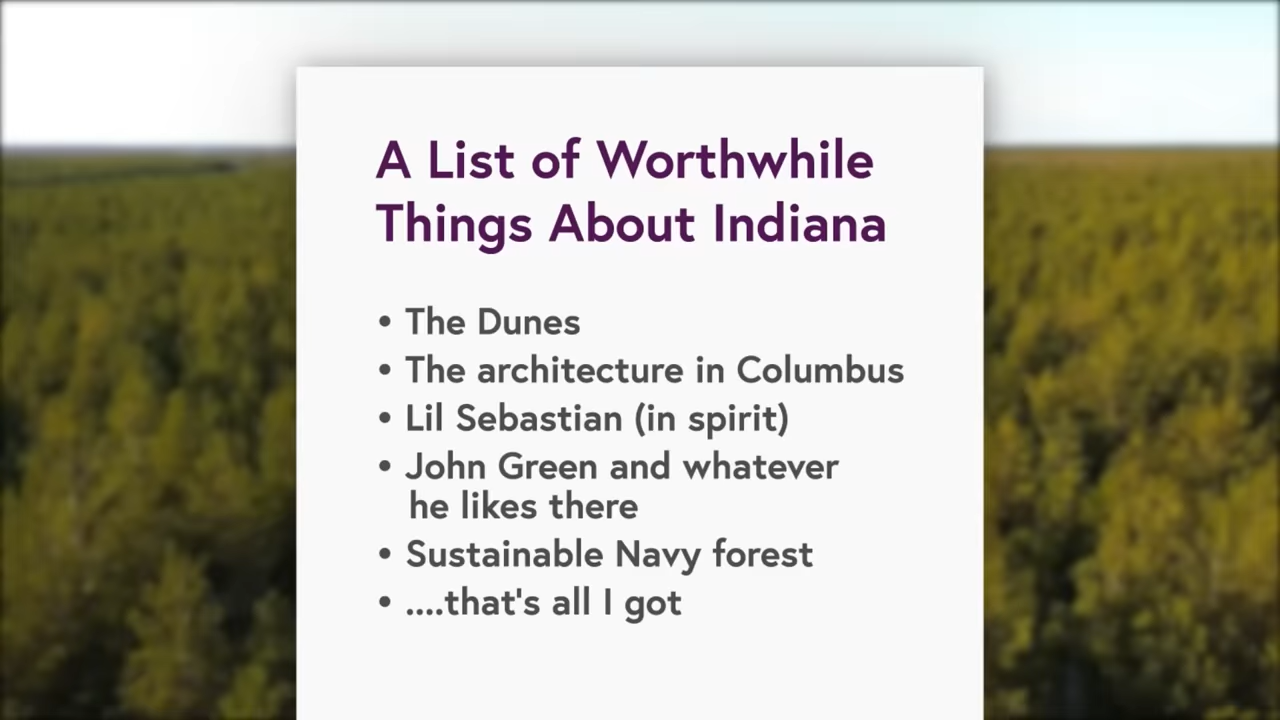 A List of Worthwhile
Things About Indiana
• The Dunes
• The architecture in Columbus
• Lil Sebastian (in spirit)
• John Green and whatever
he likes there
• Sustainable Navy forest
• ....that's all I got